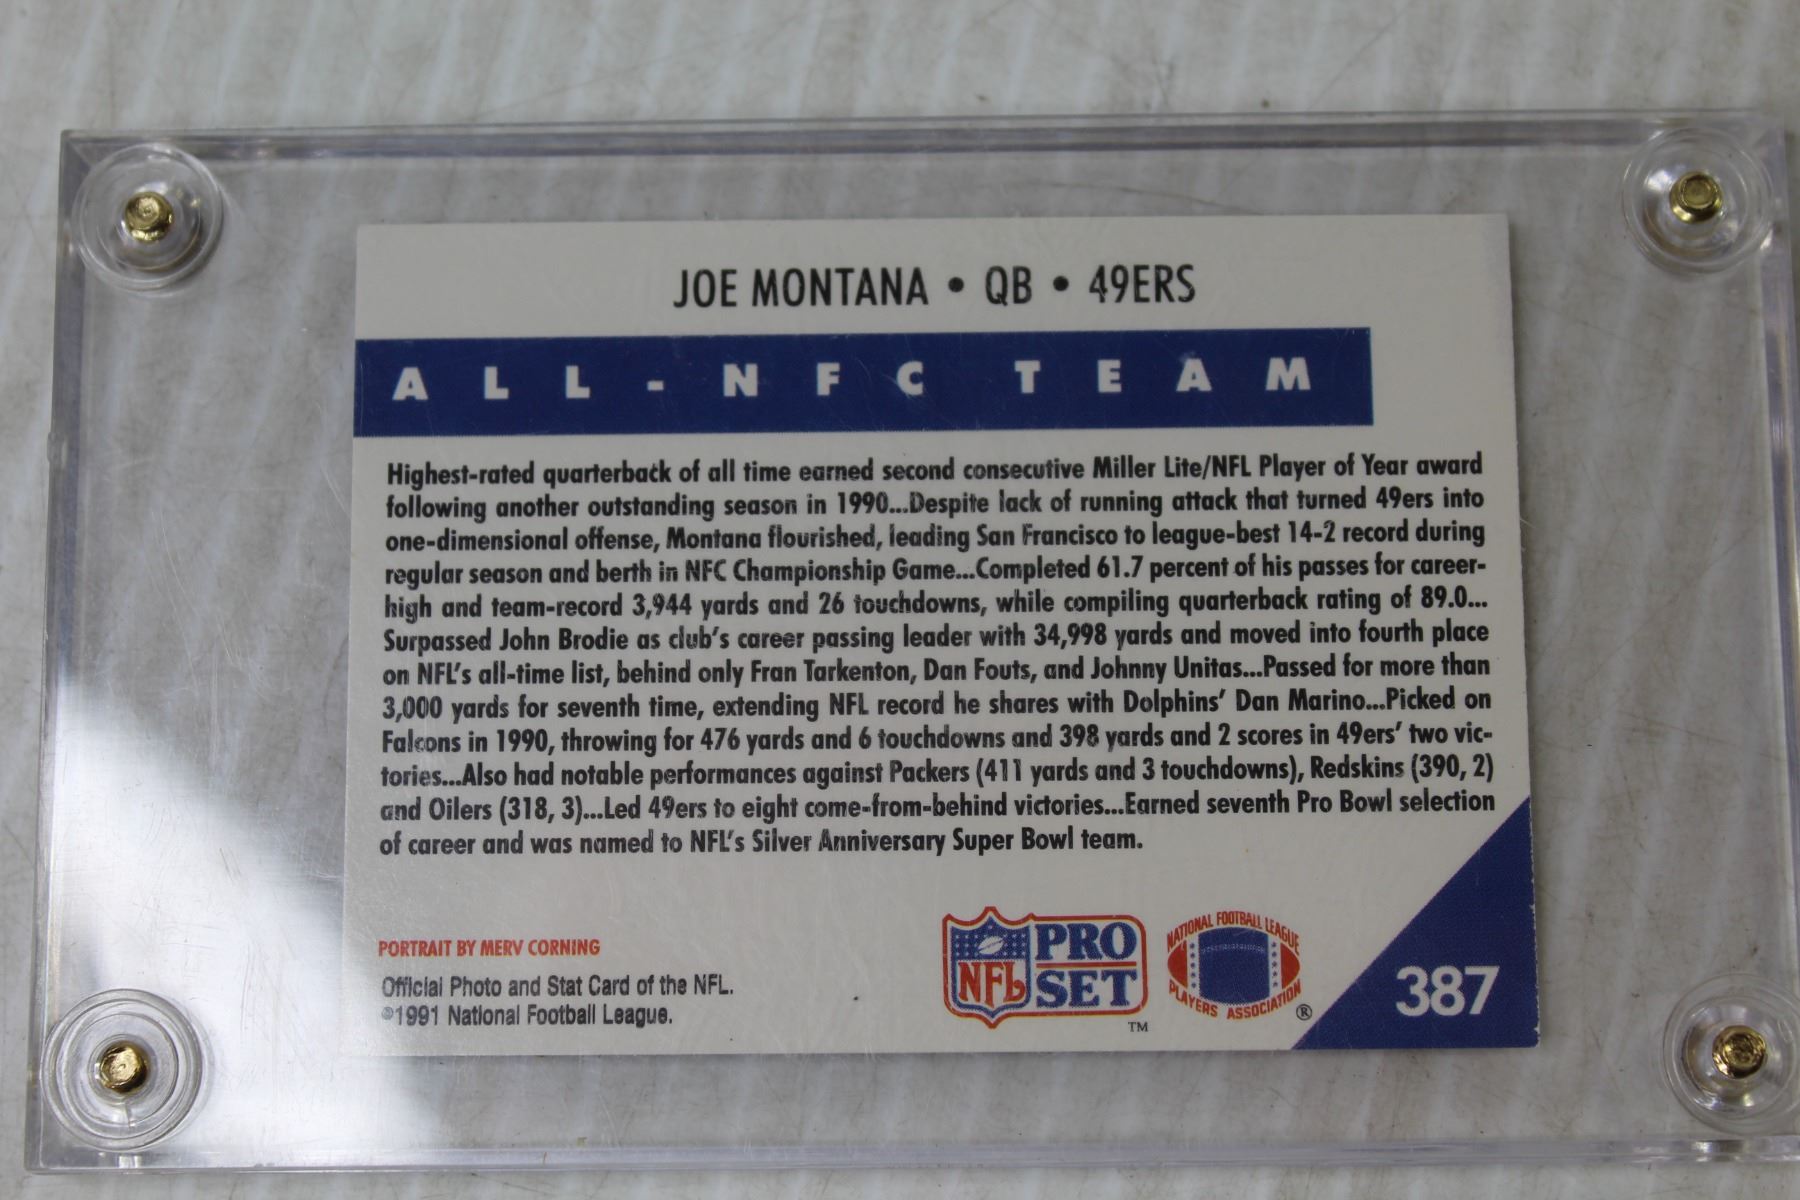 JOE MONTANA • QB • 49ERS
ALL-NFC TEAM
Highest-rated quarterback of all time earned second consecutive Miller Lite/NFL Player of Year award
following another outstanding season in 1990...Despite lack of running attack that turned 49ers into
one-dimensional offense, Montana flourished, leading San Francisco to league-best 14-2 record during
regular season and berth in NFC Championship Game...Completed 61.7 percent of his passes for career-
high and team-record 3,944 yards and 26 touchdowns, while compiling quarterback rating of 89.0...
Surpassed John Brodie as club's career passing leader with 34,998 yards and moved into fourth place
on NFL's all-time list, behind only Fran Tarkenton, Dan Fouts, and Johnny Unitas...Passed for more than
3,000 yards for seventh time, extending NFL record he shares with Dolphins' Dan Marino...Picked on
Falcons in 1990, throwing for 476 yards and 6 touchdowns and 398 yards and 2 scores in 49ers' two vic-
tories...Also had notable performances against Packers (411 yards and 3 touchdowns), Redskins (390, 2)
and Oilers (318, 3)...Led 49ers to eight come-from-behind victories...Earned seventh Pro Bowl selection
of career and was named to NFL's Silver Anniversary Super Bowl team.
PORTRAIT BY MERV CORNING
Official Photo and Stat Card of the NFL.
©1991 National Football League.
NFL PRO SET TM
NATIONAL FOOTBALL LEAGUE
PLAYERS ASSOCIATION ®
387